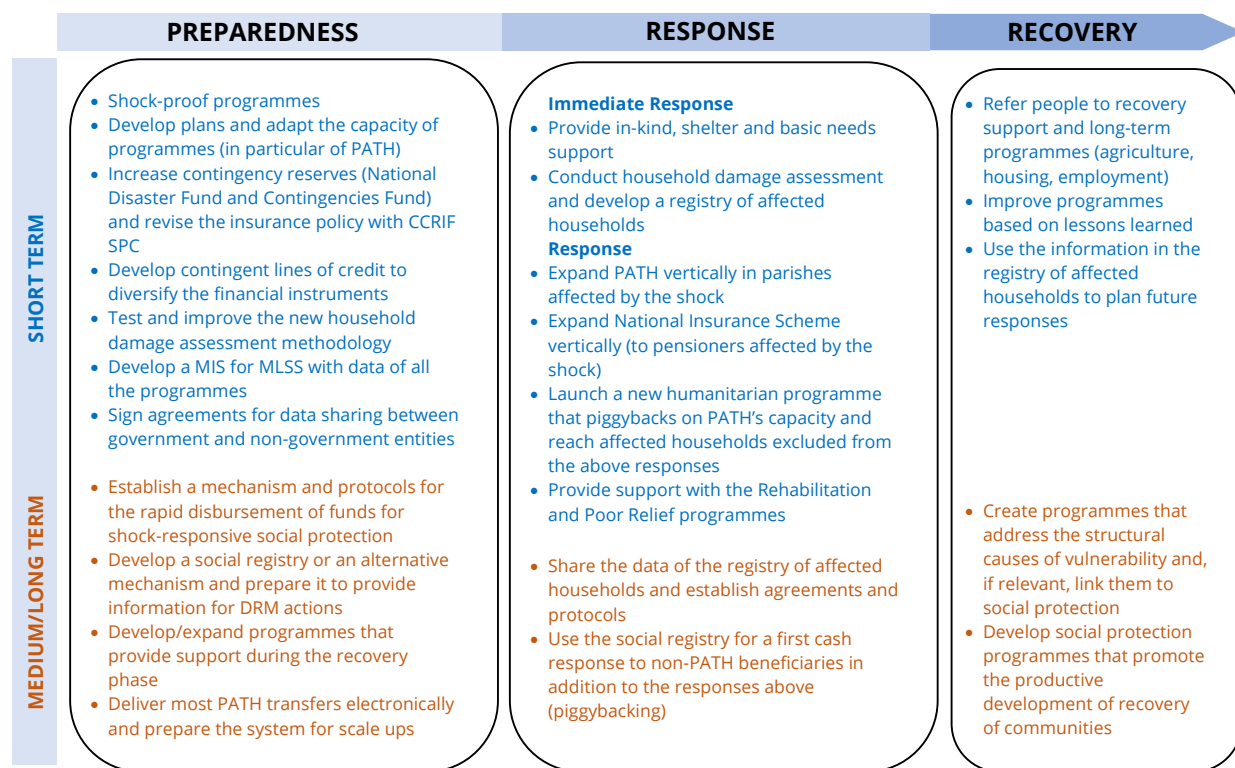 PREPAREDNESS
RESPONSE
RECOVERY
SHORT TERM
• Shock-proof programmes
• Develop plans and adapt the capacity of
programmes (in particular of PATH)
• Increase contingency reserves (National
Disaster Fund and Contingencies Fund)
and revise the insurance policy with CCRIF
SPC
• Develop contingent lines of credit to
diversify the financial instruments
• Test and improve the new household
damage assessment methodology
• Develop a MIS for MLSS with data of all
the programmes
• Sign agreements for data sharing between
government and non-government entities
Immediate Response
• Provide in-kind, shelter and basic needs
support
• Conduct household damage assessment
and develop a registry of affected
households
Response
• Expand PATH vertically in parishes
affected by the shock
• Expand National Insurance Scheme
vertically (to pensioners affected by the
shock)
• Launch a new humanitarian programme
that piggybacks on PATH’s capacity and
reach affected households excluded from
the above responses
• Provide support with the Rehabilitation
and Poor Relief programmes
• Refer people to recovery
support and long-term
programmes (agriculture,
housing, employment)
• Improve programmes
based on lessons learned
• Use the information in the
registry of affected
households to plan future
responses
MEDIUM/LONG TERM
• Establish a mechanism and protocols for
the rapid disbursement of funds for
shock-responsive social protection
• Develop a social registry or an alternative
mechanism and prepare it to provide
information for DRM actions
• Develop/expand programmes that
provide support during the recovery
phase
• Deliver most PATH transfers electronically
and prepare the system for scale ups
• Share the data of the registry of affected
households and establish agreements and
protocols
• Use the social registry for a first cash
response to non-PATH beneficiaries in
addition to the responses above
(piggybacking)
• Create programmes that
address the structural
causes of vulnerability and,
if relevant, link them to
social protection
• Develop social protection
programmes that promote
the productive
development of recovery
of communities